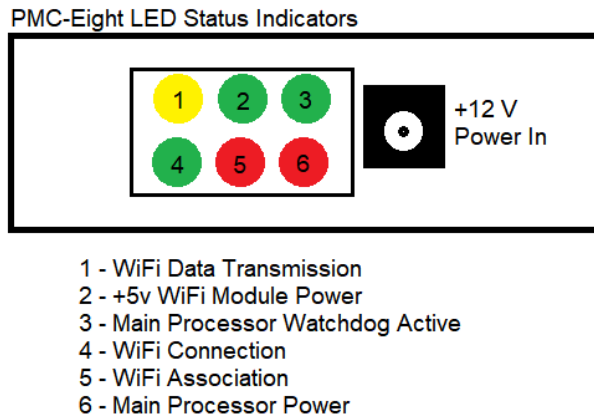 PMC-Eight LED Status Indicators
1 2 3
+12 V
Power In
4 5 6
1 - WiFi Data Transmission
2 - +5v WiFi Module Power
3 - Main Processor Watchdog Active
4 - WiFi Connection
5 - WiFi Association
6 - Main Processor Power